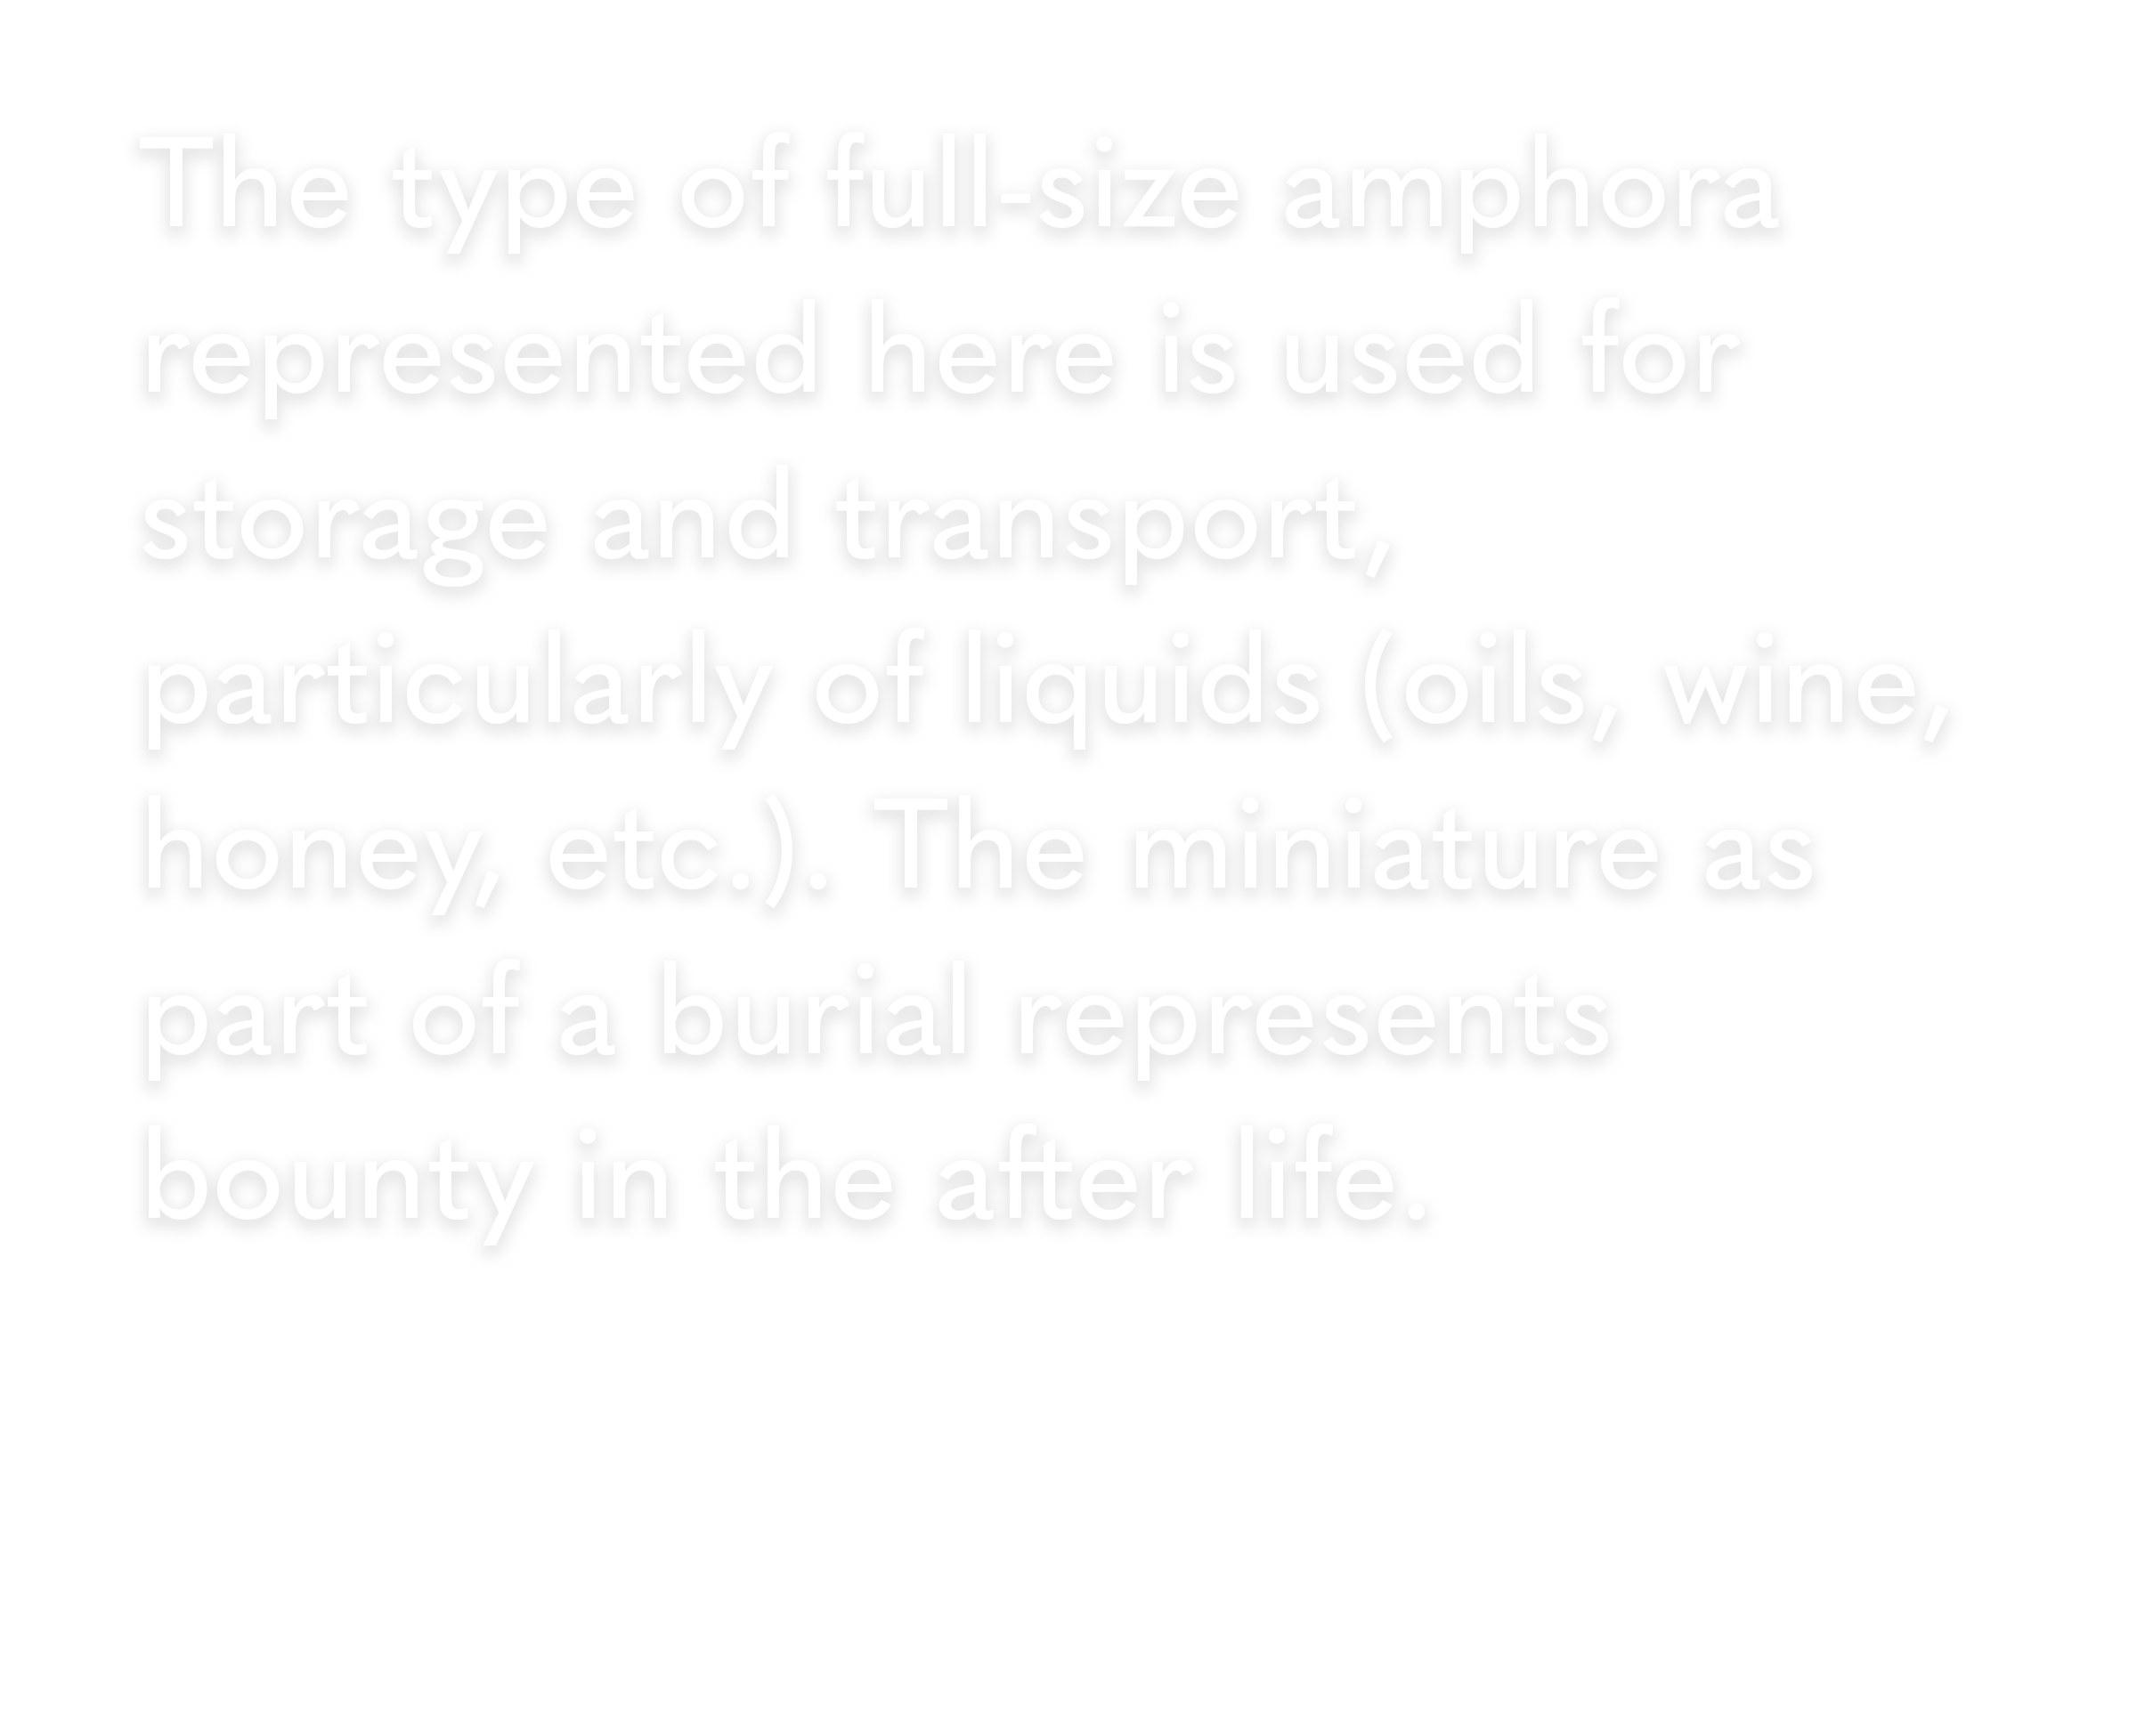 The type of full-size amphora
represented here is used for
storage and transport,
particularly of liquids (oils, wine,
honey, etc.). The miniature as
part of a burial represents
bounty in the after life.